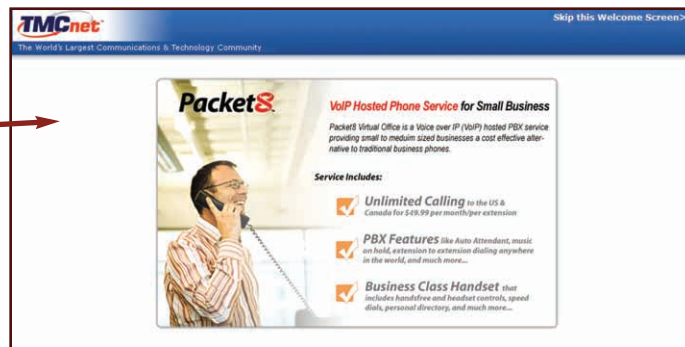 TMCnet
Skip this Welcome Screen>
The World's Largest Communications & Technology Community
Packet8
VoIP Hosted Phone Service for Small Business
Packet8 Virtual Office is a Voice over IP (VoIP) hosted PBX service
providing small to meduim sized businesses a cost effective alter-
native to traditional business phones.
Service Includes:
Unlimited Calling to the US &
Canada for $49.99 per month/per extension
PBX Features like Auto Attendant, music
on hold, extension to extension dialing anywhere
in the world, and much more...
Business Class Handset that
includes handsfree and headset controls, speed
dials, personal directory, and much more...